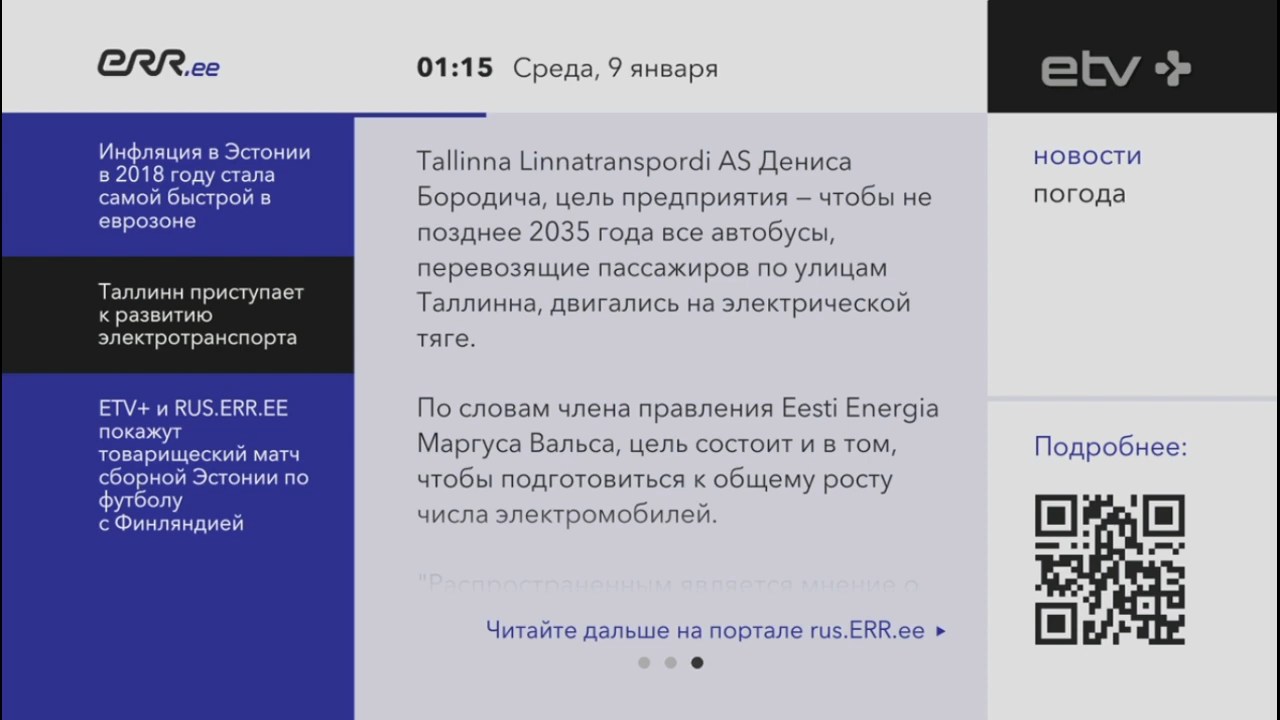 ERR.ee
01:15 Среда, 9 января
etv+
Инфляция в Эстонии
в 2018 году стала
самой быстрой в
еврозоне
Таллинн приступает
к развитию
электротранспорта
ETV+ и RUS.ERR.EE
покажут
товарищеский матч
сборной Эстонии по
футболу
с Финляндией
Tallinna Linnatranspordi AS Дениса
Бородича, цель предприятия — чтобы не
позднее 2035 года все автобусы,
перевозящие пассажиров по улицам
Таллинна, двигались на электрической
тяге.
По словам члена правления Eesti Energia
Маргуса Вальса, цель состоит и в том,
чтобы подготовиться к общему росту
числа электромобилей.
"Распространенным является мнение о
Читайте дальше на портале rus.ERR.ee ▸
новости
погода
Подробнее: